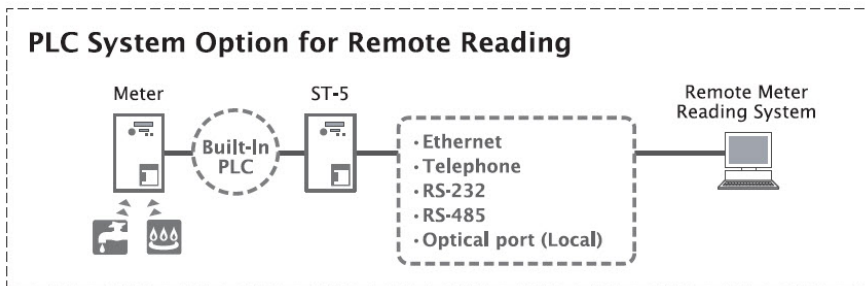 PLC System Option for Remote Reading
Meter
ST-5
Remote Meter
Reading System
Built-In
PLC
· Ethernet
· Telephone
· RS-232
· RS-485
· Optical port (Local)